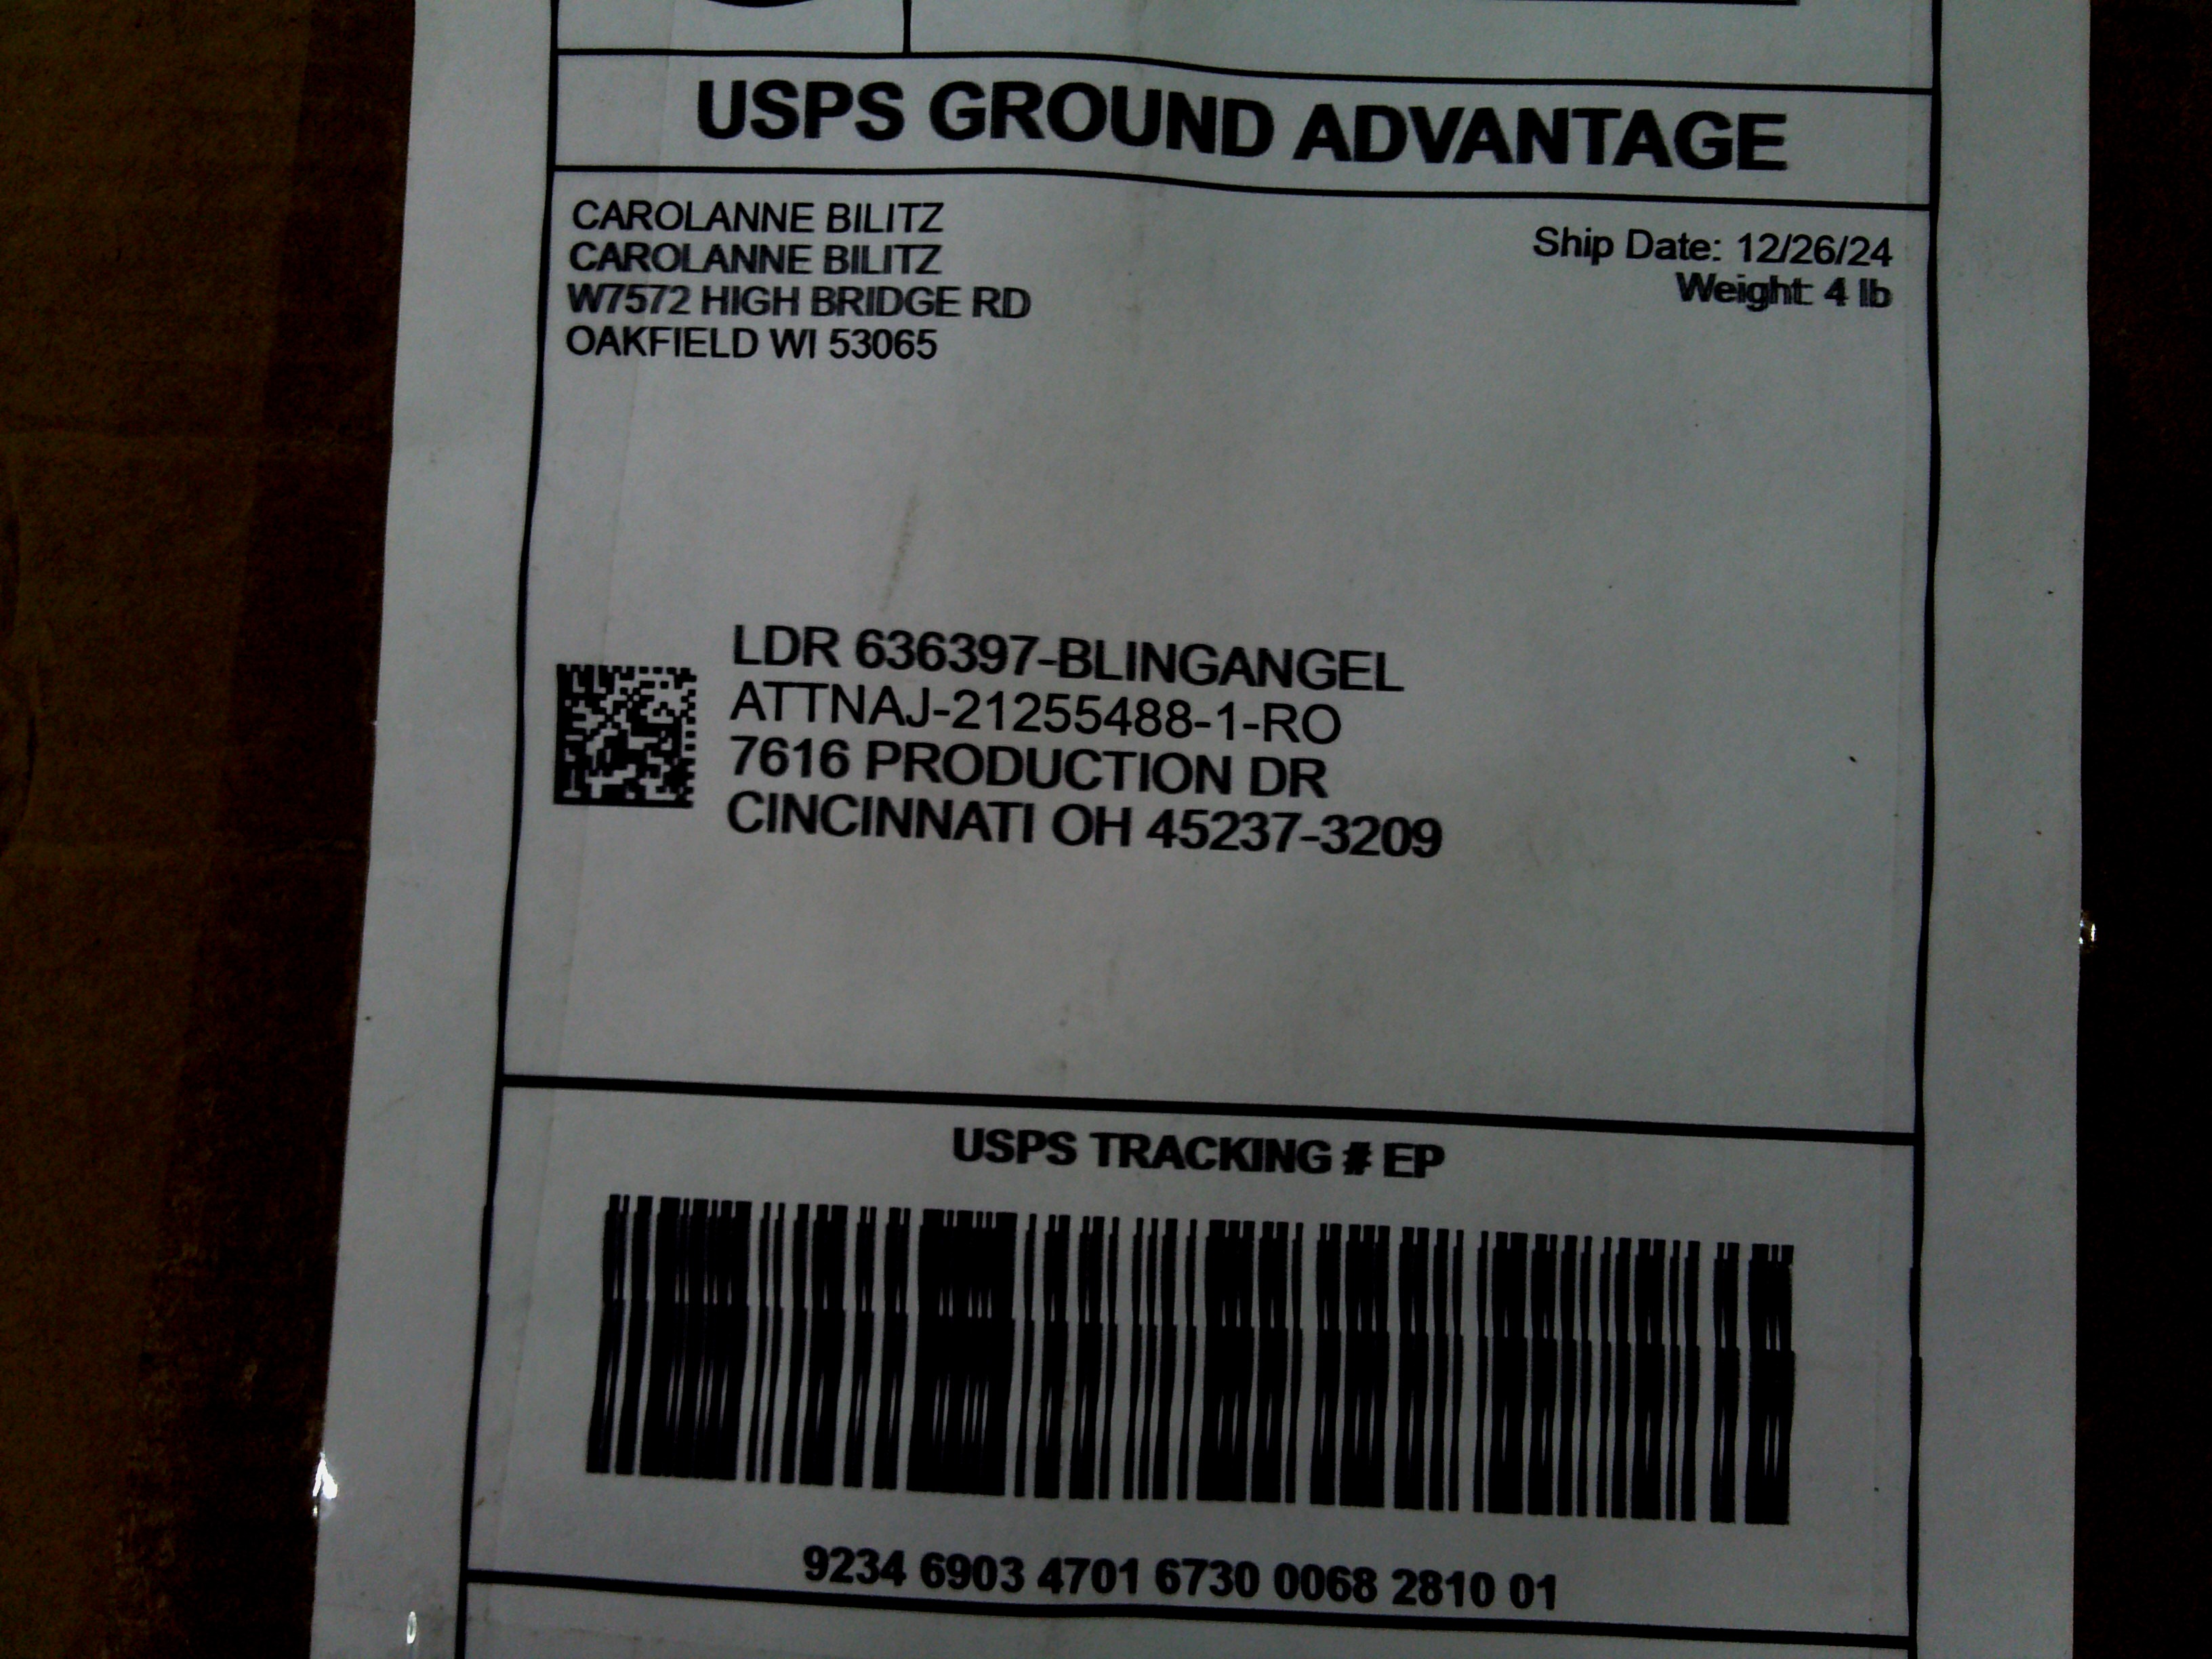 USPS GROUND ADVANTAGE
CAROLANNE BILITZ
CAROLANNE BILITZ
W7572 HIGH BRIDGE RD
OAKFIELD WI 53065
Ship Date: 12/26/24
Weight: 4 lb
LDR 636397-BLINGANGEL
ATTNAJ-21255488-1-RO
7616 PRODUCTION DR
CINCINNATI OH 45237-3209
USPS TRACKING # EP
9234 6903 4701 6730 0068 2810 01